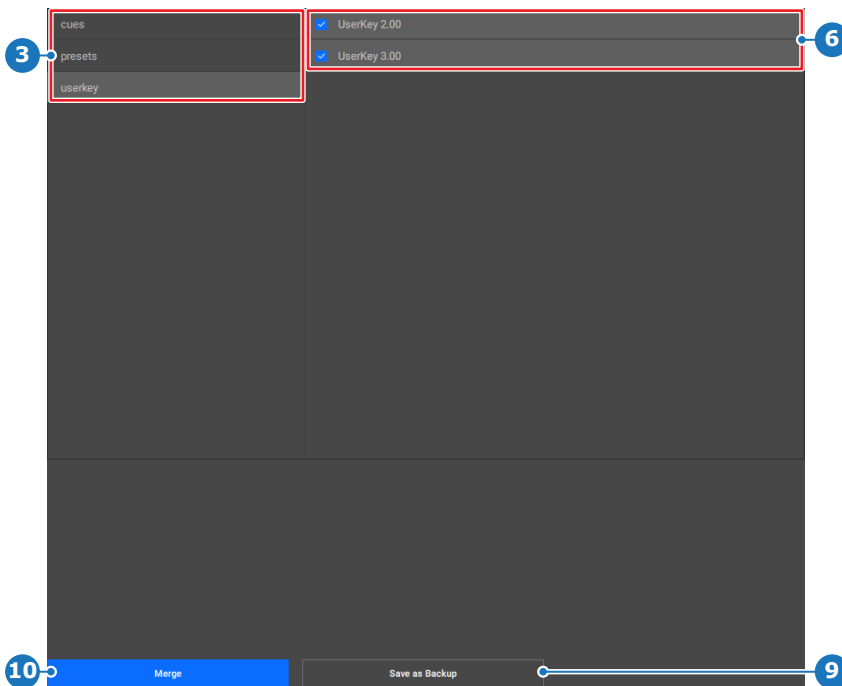 cues
UserKey 2.00
6
3
presets
UserKey 3.00
userkey
10
Merge
Save as Backup
9